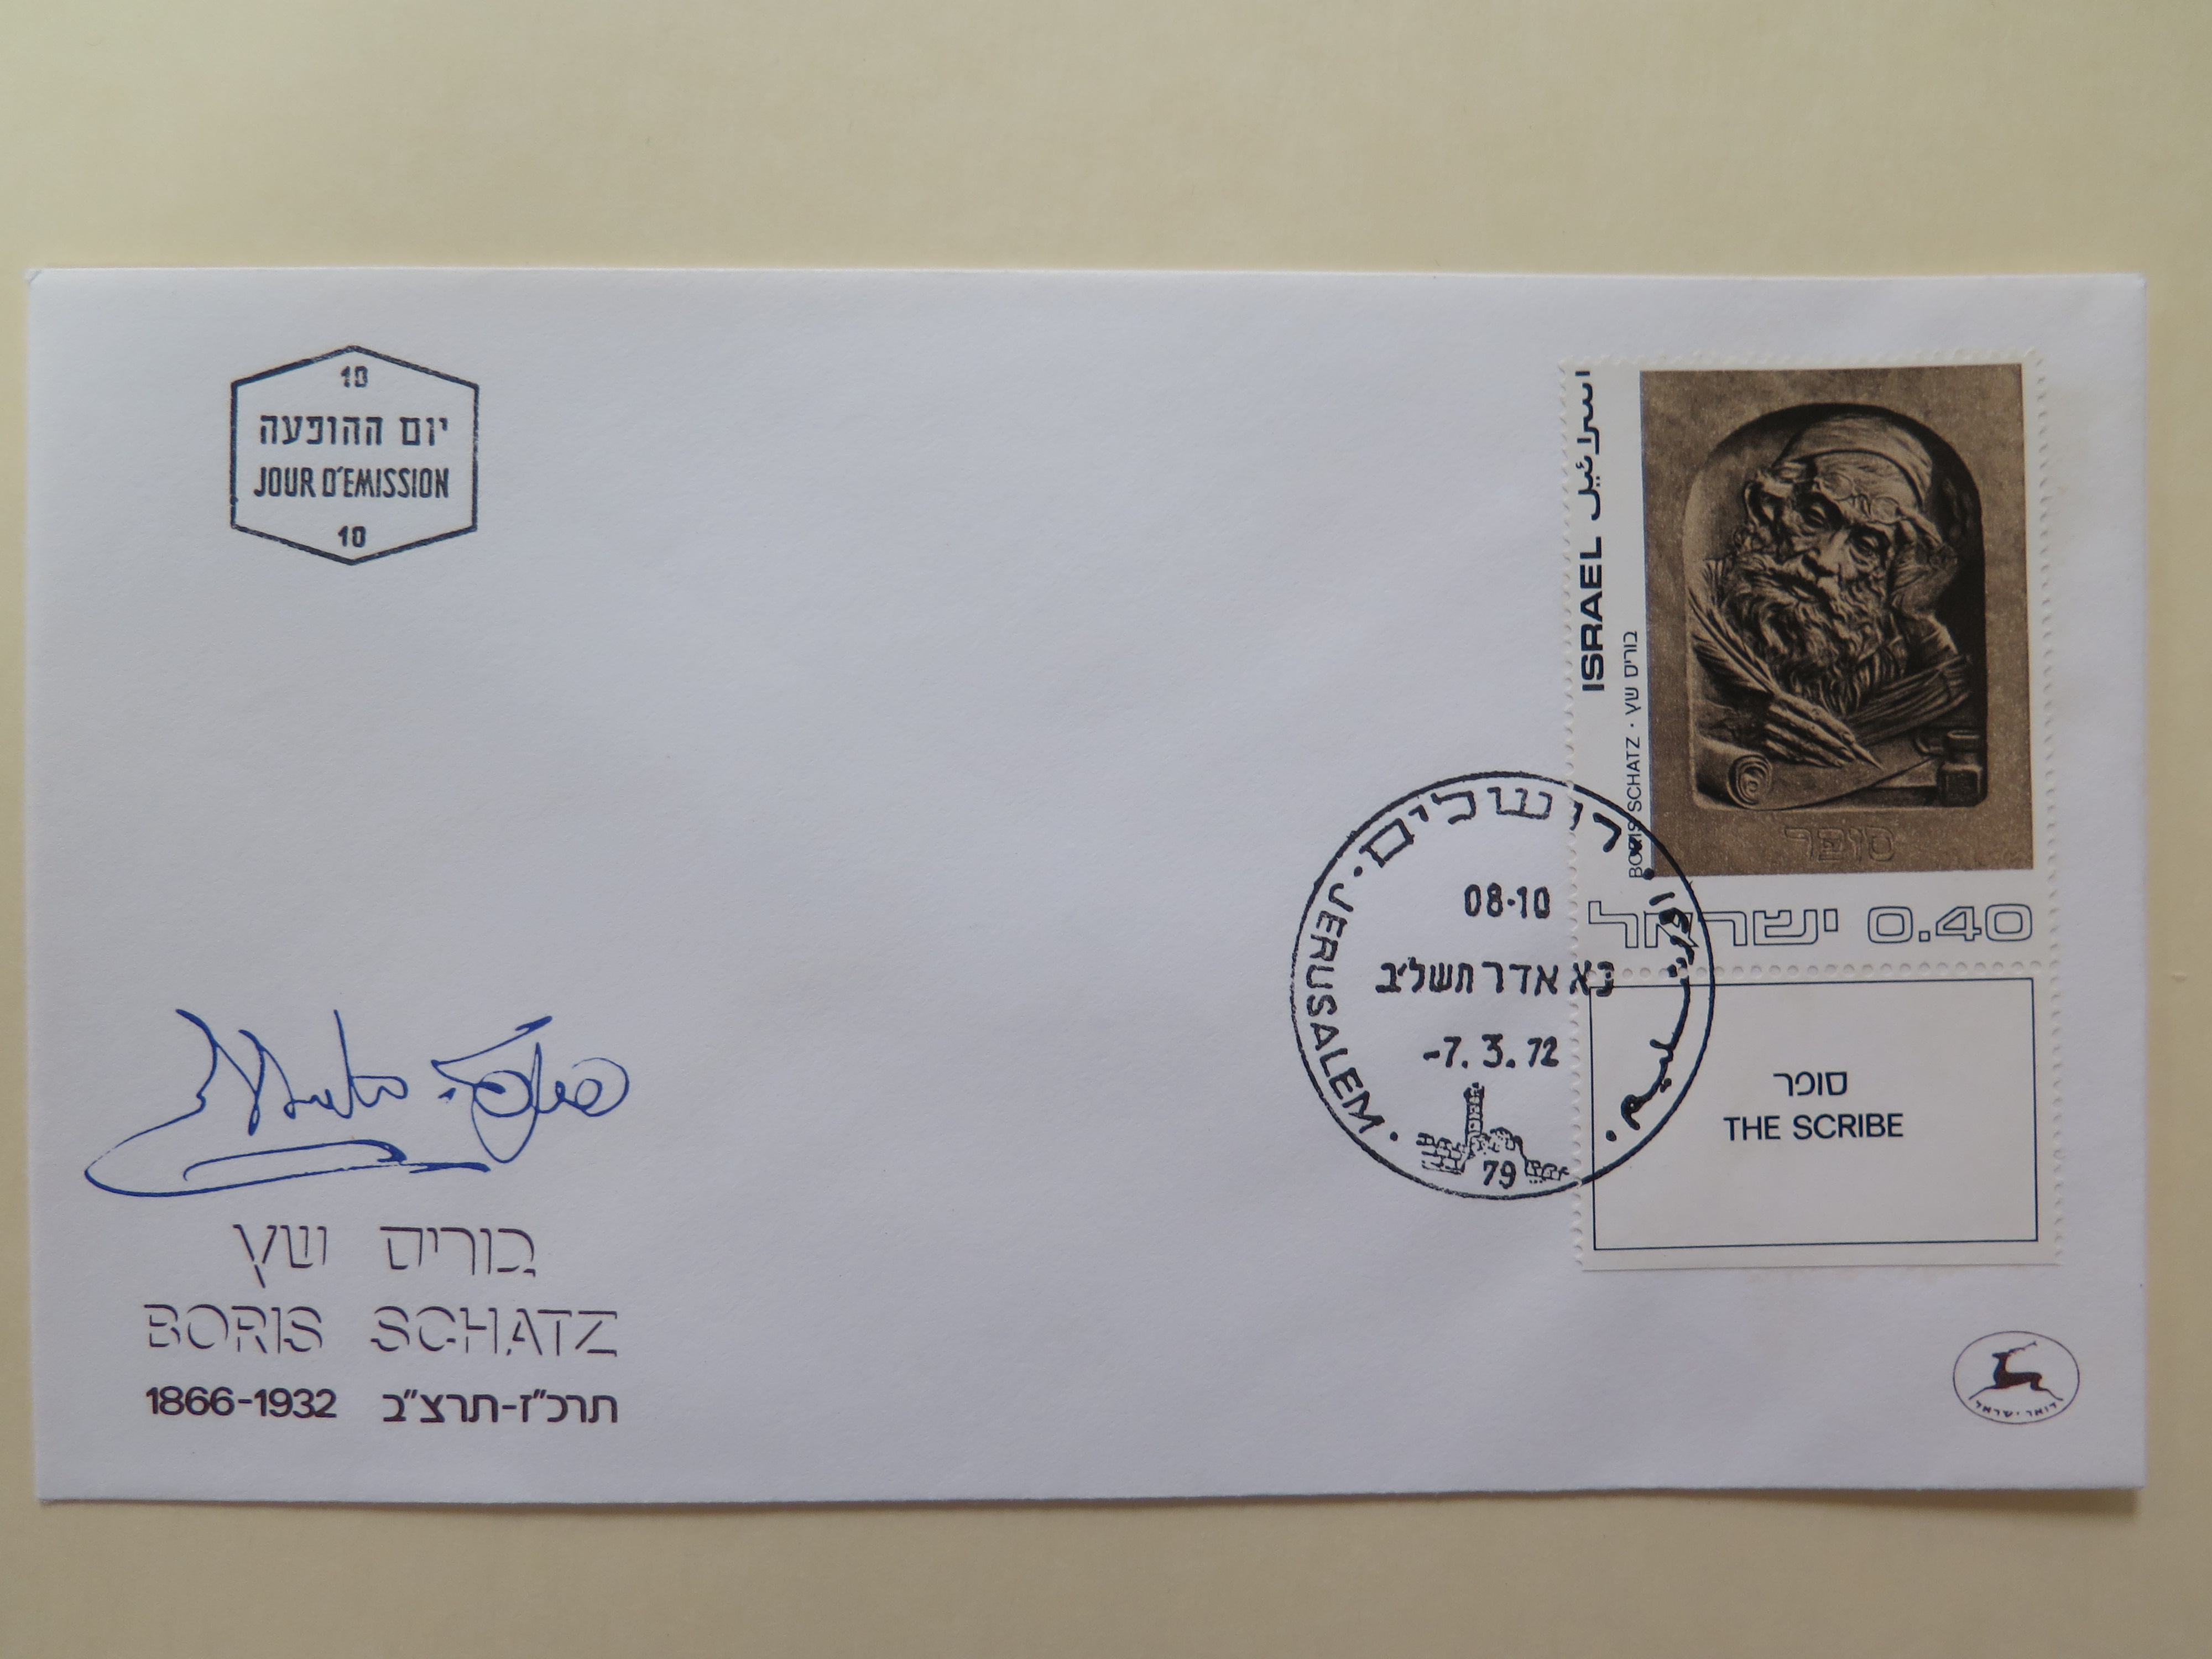 10
יום ההופעה
JOUR D'EMISSION
10
ISRAEL اسرائيل
BORIS SCHATZ · בוריס שץ
סופר
ישראל 0.40
ירושלים · JERUSALEM · اورشليم
08-10
כא אדר תשל"ב
-7. 3. 72
79
סופר
THE SCRIBE
בוריס שץ
BORIS SCHATZ
1866-1932 תרכ"ז-תרצ"ב
דואר·ישראל